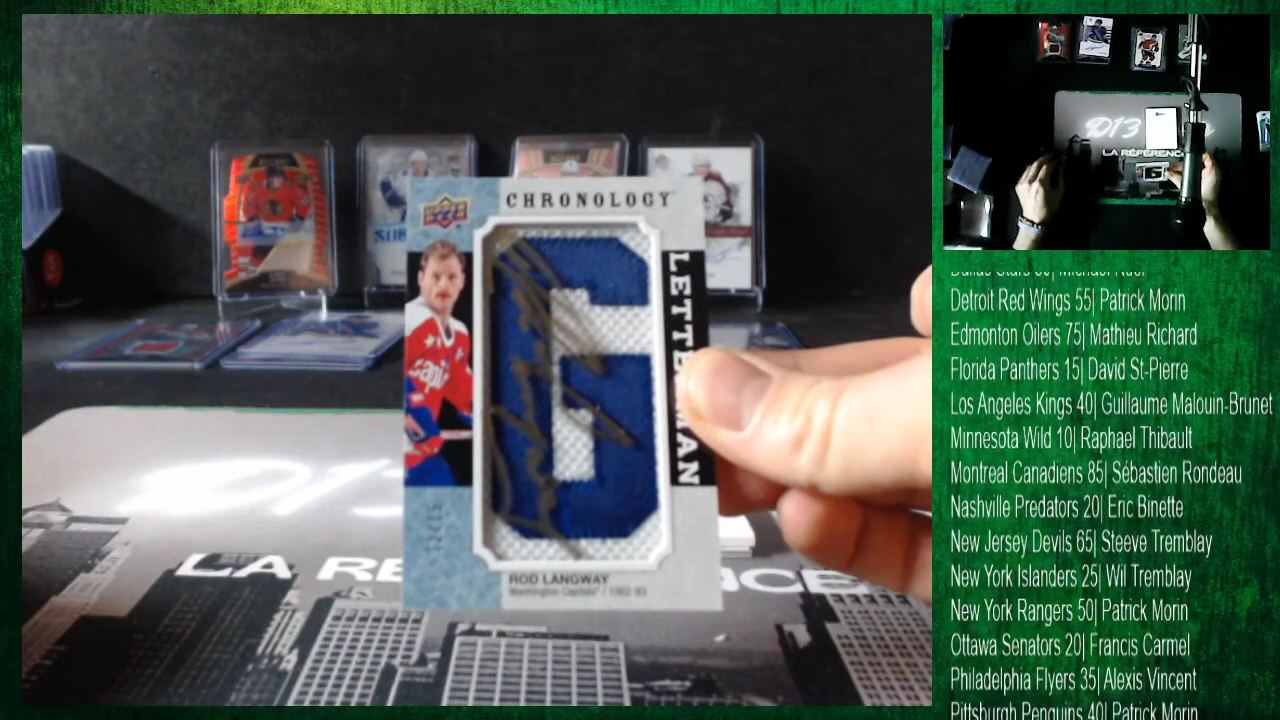 CHRONOLOGY
UPPER DECK
LETTERMAN
ROD LANGWAY
Washington Capitals / 1982-83
D13
LA RÉFÉRENCE
Detroit Red Wings 55| Patrick Morin
Edmonton Oilers 75| Mathieu Richard
Florida Panthers 15| David St-Pierre
Los Angeles Kings 40| Guillaume Malouin-Brunet
Minnesota Wild 10| Raphael Thibault
Montreal Canadiens 85| Sébastien Rondeau
Nashville Predators 20| Eric Binette
New Jersey Devils 65| Steeve Tremblay
New York Islanders 25| Wil Tremblay
New York Rangers 50| Patrick Morin
Ottawa Senators 20| Francis Carmel
Philadelphia Flyers 35| Alexis Vincent
Pittsburgh Penguins 40| Patrick Morin